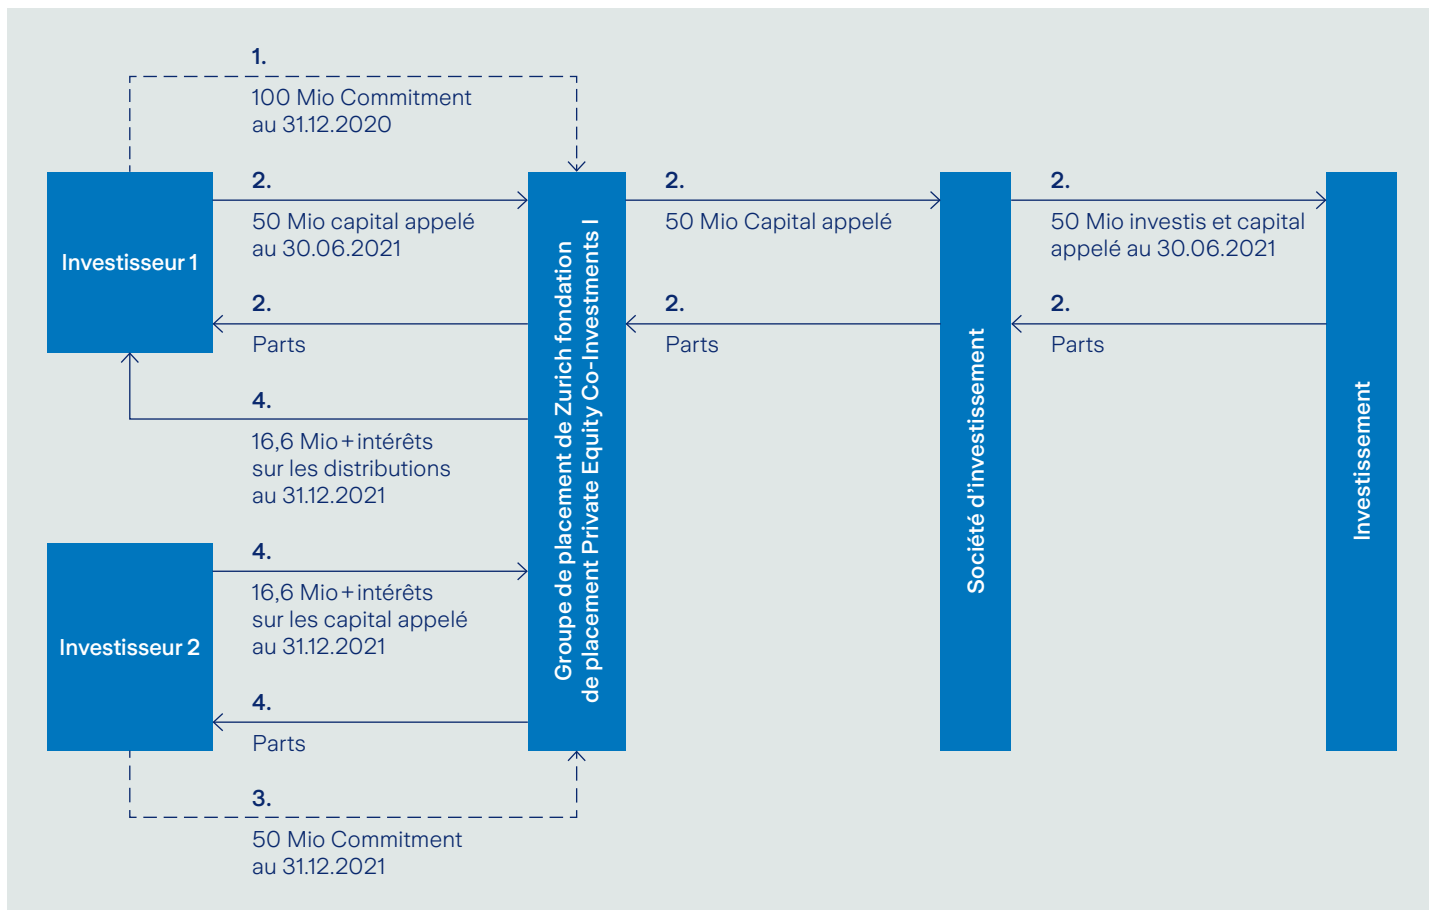 1.
100 Mio Commitment
au 31.12.2020
Investisseur 1
2.
50 Mio capital appelé
au 30.06.2021
2.
Parts
4.
16,6 Mio + intérêts
sur les distributions
au 31.12.2021
Investisseur 2
4.
16,6 Mio + intérêts
sur les capital appelé
au 31.12.2021
4.
Parts
3.
50 Mio Commitment
au 31.12.2021
Groupe de placement de Zurich fondation
de placement Private Equity Co-Investments I
2.
50 Mio Capital appelé
2.
Parts
Société d'investissement
2.
50 Mio investis et capital
appelé au 30.06.2021
2.
Parts
Investissement